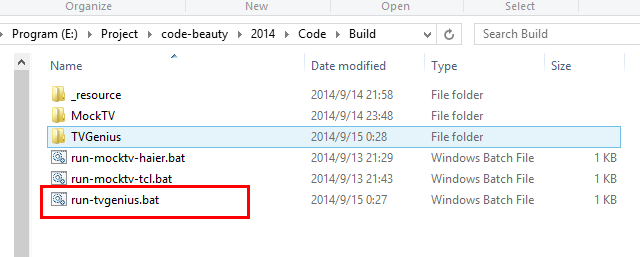 Organize New Open Select
Program (E:) Project code-beauty 2014 Code Build Search Build
Name Date modified Type Size
_resource 2014/9/14 21:58 File folder
MockTV 2014/9/14 23:48 File folder
TVGenius 2014/9/15 0:28 File folder
run-mocktv-haier.bat 2014/9/13 21:29 Windows Batch File 1 KB
run-mocktv-tcl.bat 2014/9/13 21:43 Windows Batch File 1 KB
run-tvgenius.bat 2014/9/15 0:27 Windows Batch File 1 KB